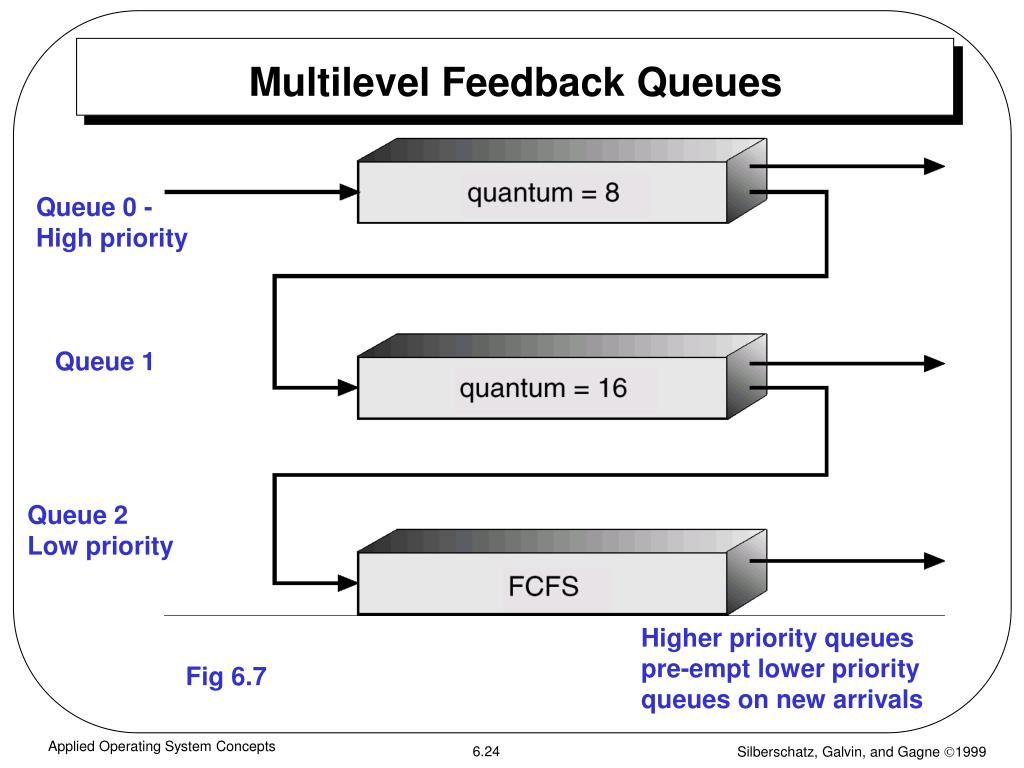 Multilevel Feedback Queues
quantum = 8
Queue 0 -
High priority
Queue 1
quantum = 16
Queue 2
Low priority
FCFS
Higher priority queues
pre-empt lower priority
queues on new arrivals
Fig 6.7
Applied Operating System Concepts
6.24
Silberschatz, Galvin, and Gagne ©1999